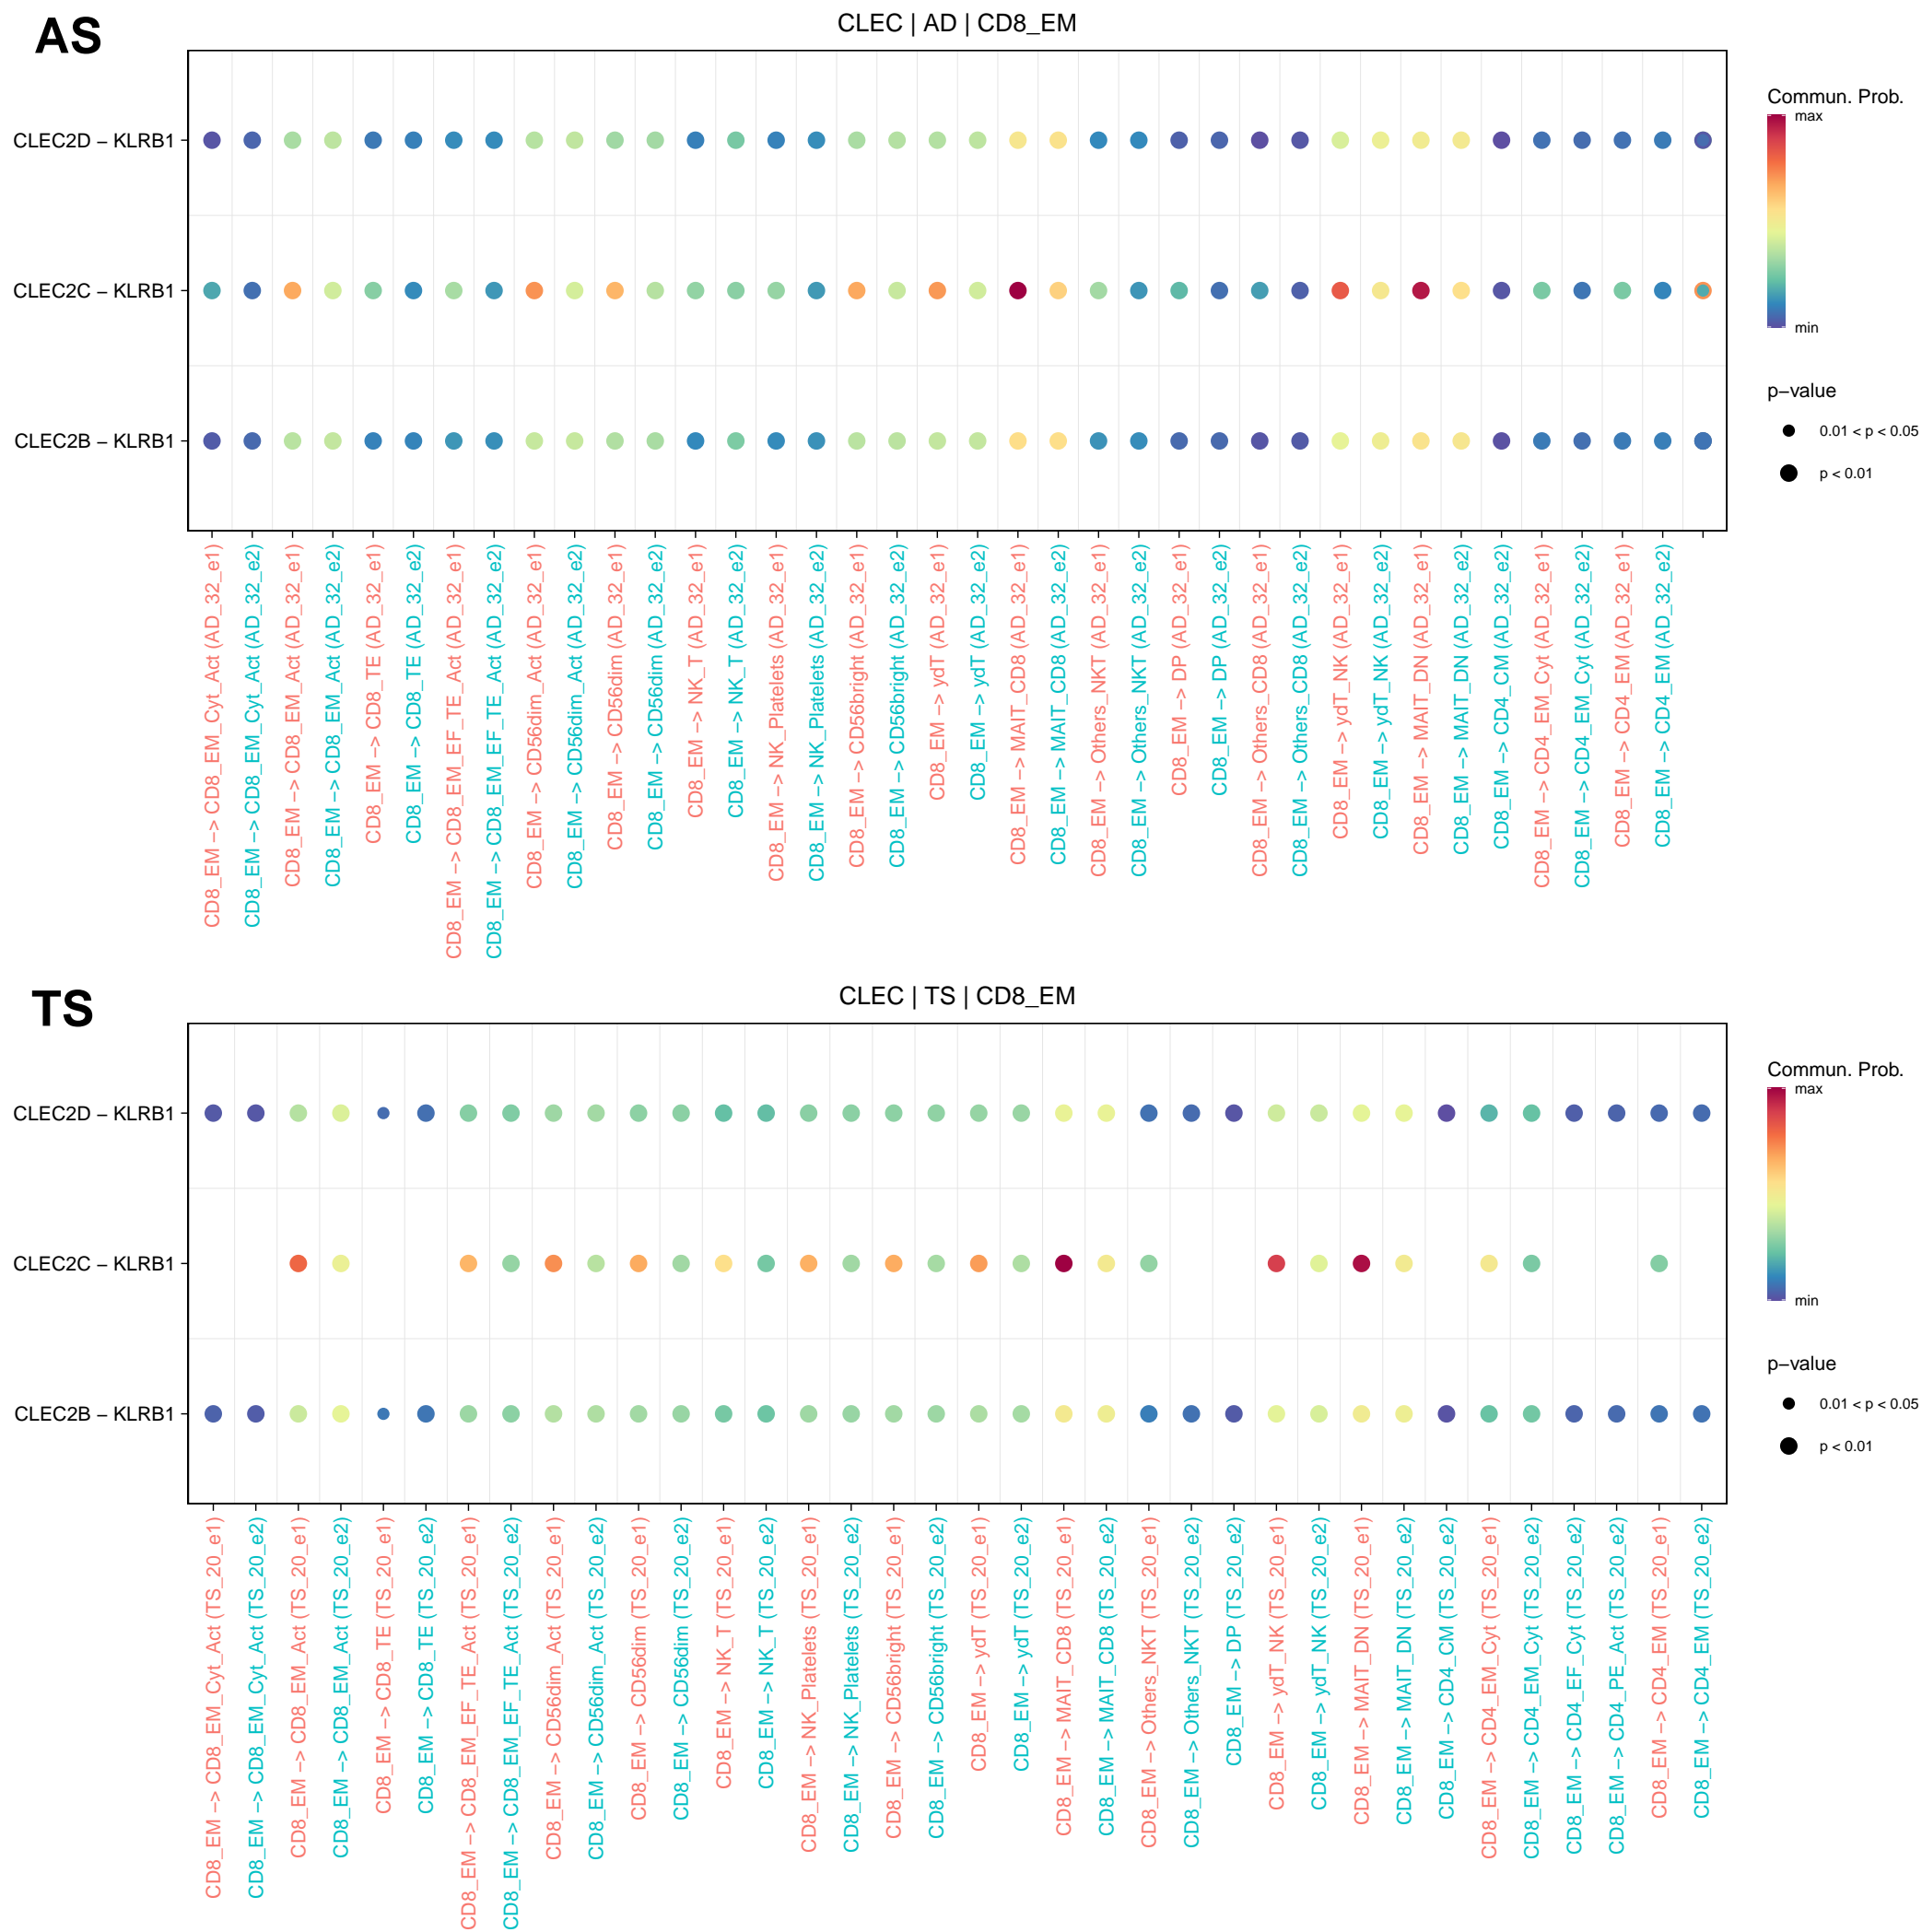 AS
CLEC | AD | CD8_EM
CLEC2D – KLRB1
CLEC2C – KLRB1
CLEC2B – KLRB1
Commun. Prob.
max
min
p−value
0.01 < p < 0.05
p < 0.01
CD8_EM −> CD8_EM_Cyt_Act (AD_32_e1)
CD8_EM −> CD8_EM_Cyt_Act (AD_32_e2)
CD8_EM −> CD8_EM_Act (AD_32_e1)
CD8_EM −> CD8_EM_Act (AD_32_e2)
CD8_EM −> CD8_TE (AD_32_e1)
CD8_EM −> CD8_TE (AD_32_e2)
CD8_EM −> CD8_EM_EF_TE_Act (AD_32_e1)
CD8_EM −> CD8_EM_EF_TE_Act (AD_32_e2)
CD8_EM −> CD56dim_Act (AD_32_e1)
CD8_EM −> CD56dim_Act (AD_32_e2)
CD8_EM −> CD56dim (AD_32_e1)
CD8_EM −> CD56dim (AD_32_e2)
CD8_EM −> NK_T (AD_32_e1)
CD8_EM −> NK_T (AD_32_e2)
CD8_EM −> NK_Platelets (AD_32_e1)
CD8_EM −> NK_Platelets (AD_32_e2)
CD8_EM −> CD56bright (AD_32_e1)
CD8_EM −> CD56bright (AD_32_e2)
CD8_EM −> ydT (AD_32_e1)
CD8_EM −> ydT (AD_32_e2)
CD8_EM −> MAIT_CD8 (AD_32_e1)
CD8_EM −> MAIT_CD8 (AD_32_e2)
CD8_EM −> Others_NKT (AD_32_e1)
CD8_EM −> Others_NKT (AD_32_e2)
CD8_EM −> DP (AD_32_e1)
CD8_EM −> DP (AD_32_e2)
CD8_EM −> Others_CD8 (AD_32_e1)
CD8_EM −> Others_CD8 (AD_32_e2)
CD8_EM −> ydT_NK (AD_32_e1)
CD8_EM −> ydT_NK (AD_32_e2)
CD8_EM −> MAIT_DN (AD_32_e1)
CD8_EM −> MAIT_DN (AD_32_e2)
CD8_EM −> CD4_CM (AD_32_e2)
CD8_EM −> CD4_EM_Cyt (AD_32_e1)
CD8_EM −> CD4_EM_Cyt (AD_32_e2)
CD8_EM −> CD4_EM (AD_32_e1)
CD8_EM −> CD4_EM (AD_32_e2)
TS
CLEC | TS | CD8_EM
CLEC2D – KLRB1
CLEC2C – KLRB1
CLEC2B – KLRB1
Commun. Prob.
max
min
p−value
0.01 < p < 0.05
p < 0.01
CD8_EM −> CD8_EM_Cyt_Act (TS_20_e1)
CD8_EM −> CD8_EM_Cyt_Act (TS_20_e2)
CD8_EM −> CD8_EM_Act (TS_20_e1)
CD8_EM −> CD8_EM_Act (TS_20_e2)
CD8_EM −> CD8_TE (TS_20_e1)
CD8_EM −> CD8_TE (TS_20_e2)
CD8_EM −> CD8_EM_EF_TE_Act (TS_20_e1)
CD8_EM −> CD8_EM_EF_TE_Act (TS_20_e2)
CD8_EM −> CD56dim_Act (TS_20_e1)
CD8_EM −> CD56dim_Act (TS_20_e2)
CD8_EM −> CD56dim (TS_20_e1)
CD8_EM −> CD56dim (TS_20_e2)
CD8_EM −> NK_T (TS_20_e1)
CD8_EM −> NK_T (TS_20_e2)
CD8_EM −> NK_Platelets (TS_20_e1)
CD8_EM −> NK_Platelets (TS_20_e2)
CD8_EM −> CD56bright (TS_20_e1)
CD8_EM −> CD56bright (TS_20_e2)
CD8_EM −> ydT (TS_20_e1)
CD8_EM −> ydT (TS_20_e2)
CD8_EM −> MAIT_CD8 (TS_20_e1)
CD8_EM −> MAIT_CD8 (TS_20_e2)
CD8_EM −> Others_NKT (TS_20_e1)
CD8_EM −> Others_NKT (TS_20_e2)
CD8_EM −> DP (TS_20_e2)
CD8_EM −> ydT_NK (TS_20_e1)
CD8_EM −> ydT_NK (TS_20_e2)
CD8_EM −> MAIT_DN (TS_20_e1)
CD8_EM −> MAIT_DN (TS_20_e2)
CD8_EM −> CD4_CM (TS_20_e2)
CD8_EM −> CD4_EM_Cyt (TS_20_e1)
CD8_EM −> CD4_EM_Cyt (TS_20_e2)
CD8_EM −> CD4_EF_Cyt (TS_20_e2)
CD8_EM −> CD4_PE_Act (TS_20_e2)
CD8_EM −> CD4_EM (TS_20_e1)
CD8_EM −> CD4_EM (TS_20_e2)